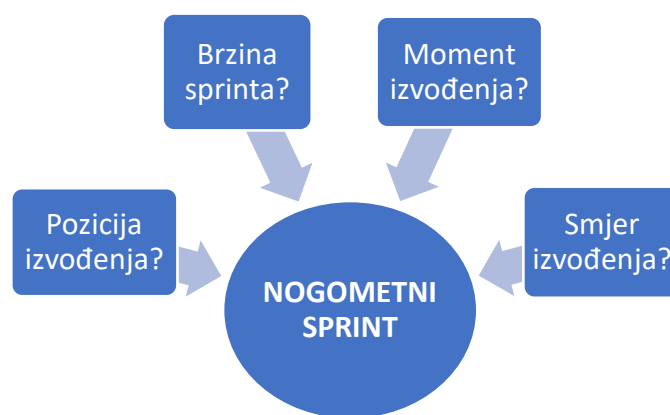 Brzina
sprinta?
Moment
izvođenja?
Pozicija
izvođenja?
Smjer
izvođenja?
NOGOMETNI
SPRINT